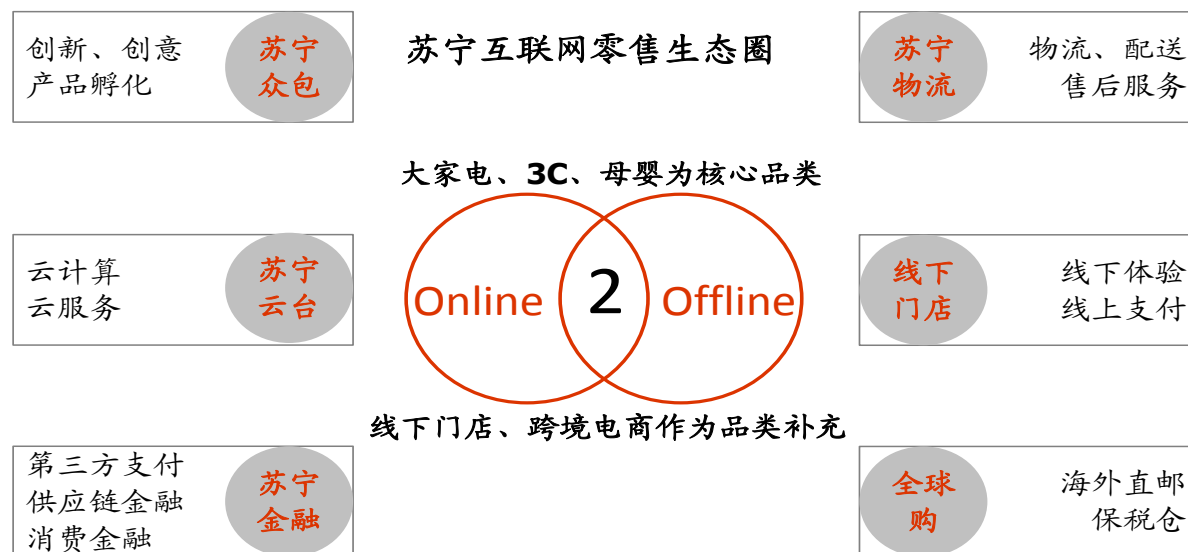 苏宁互联网零售生态圈
创新、创意
产品孵化
苏宁
众包
苏宁
物流
物流、配送
售后服务
大家电、3C、母婴为核心品类
云计算
云服务
苏宁
云台
Online
2
Offline
线下
门店
线下体验
线上支付
线下门店、跨境电商作为品类补充
第三方支付
供应链金融
消费金融
苏宁
金融
全球
购
海外直邮
保税仓